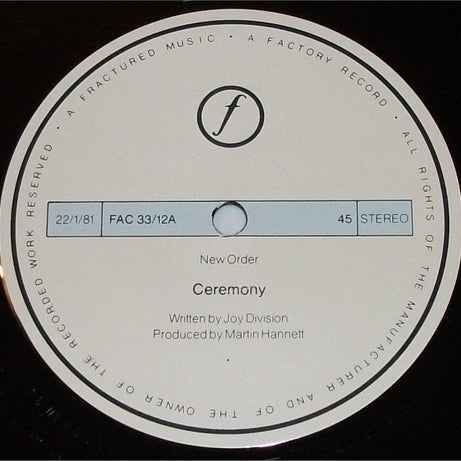 A FRACTURED MUSIC · A FACTORY RECORD · ALL RIGHTS OF THE MANUFACTURER AND OF THE OWNER OF THE RECORDED WORK RESERVED ·
f
22/1/81 FAC 33/12A 45 STEREO
New Order
Ceremony
Written by Joy Division
Produced by Martin Hannett